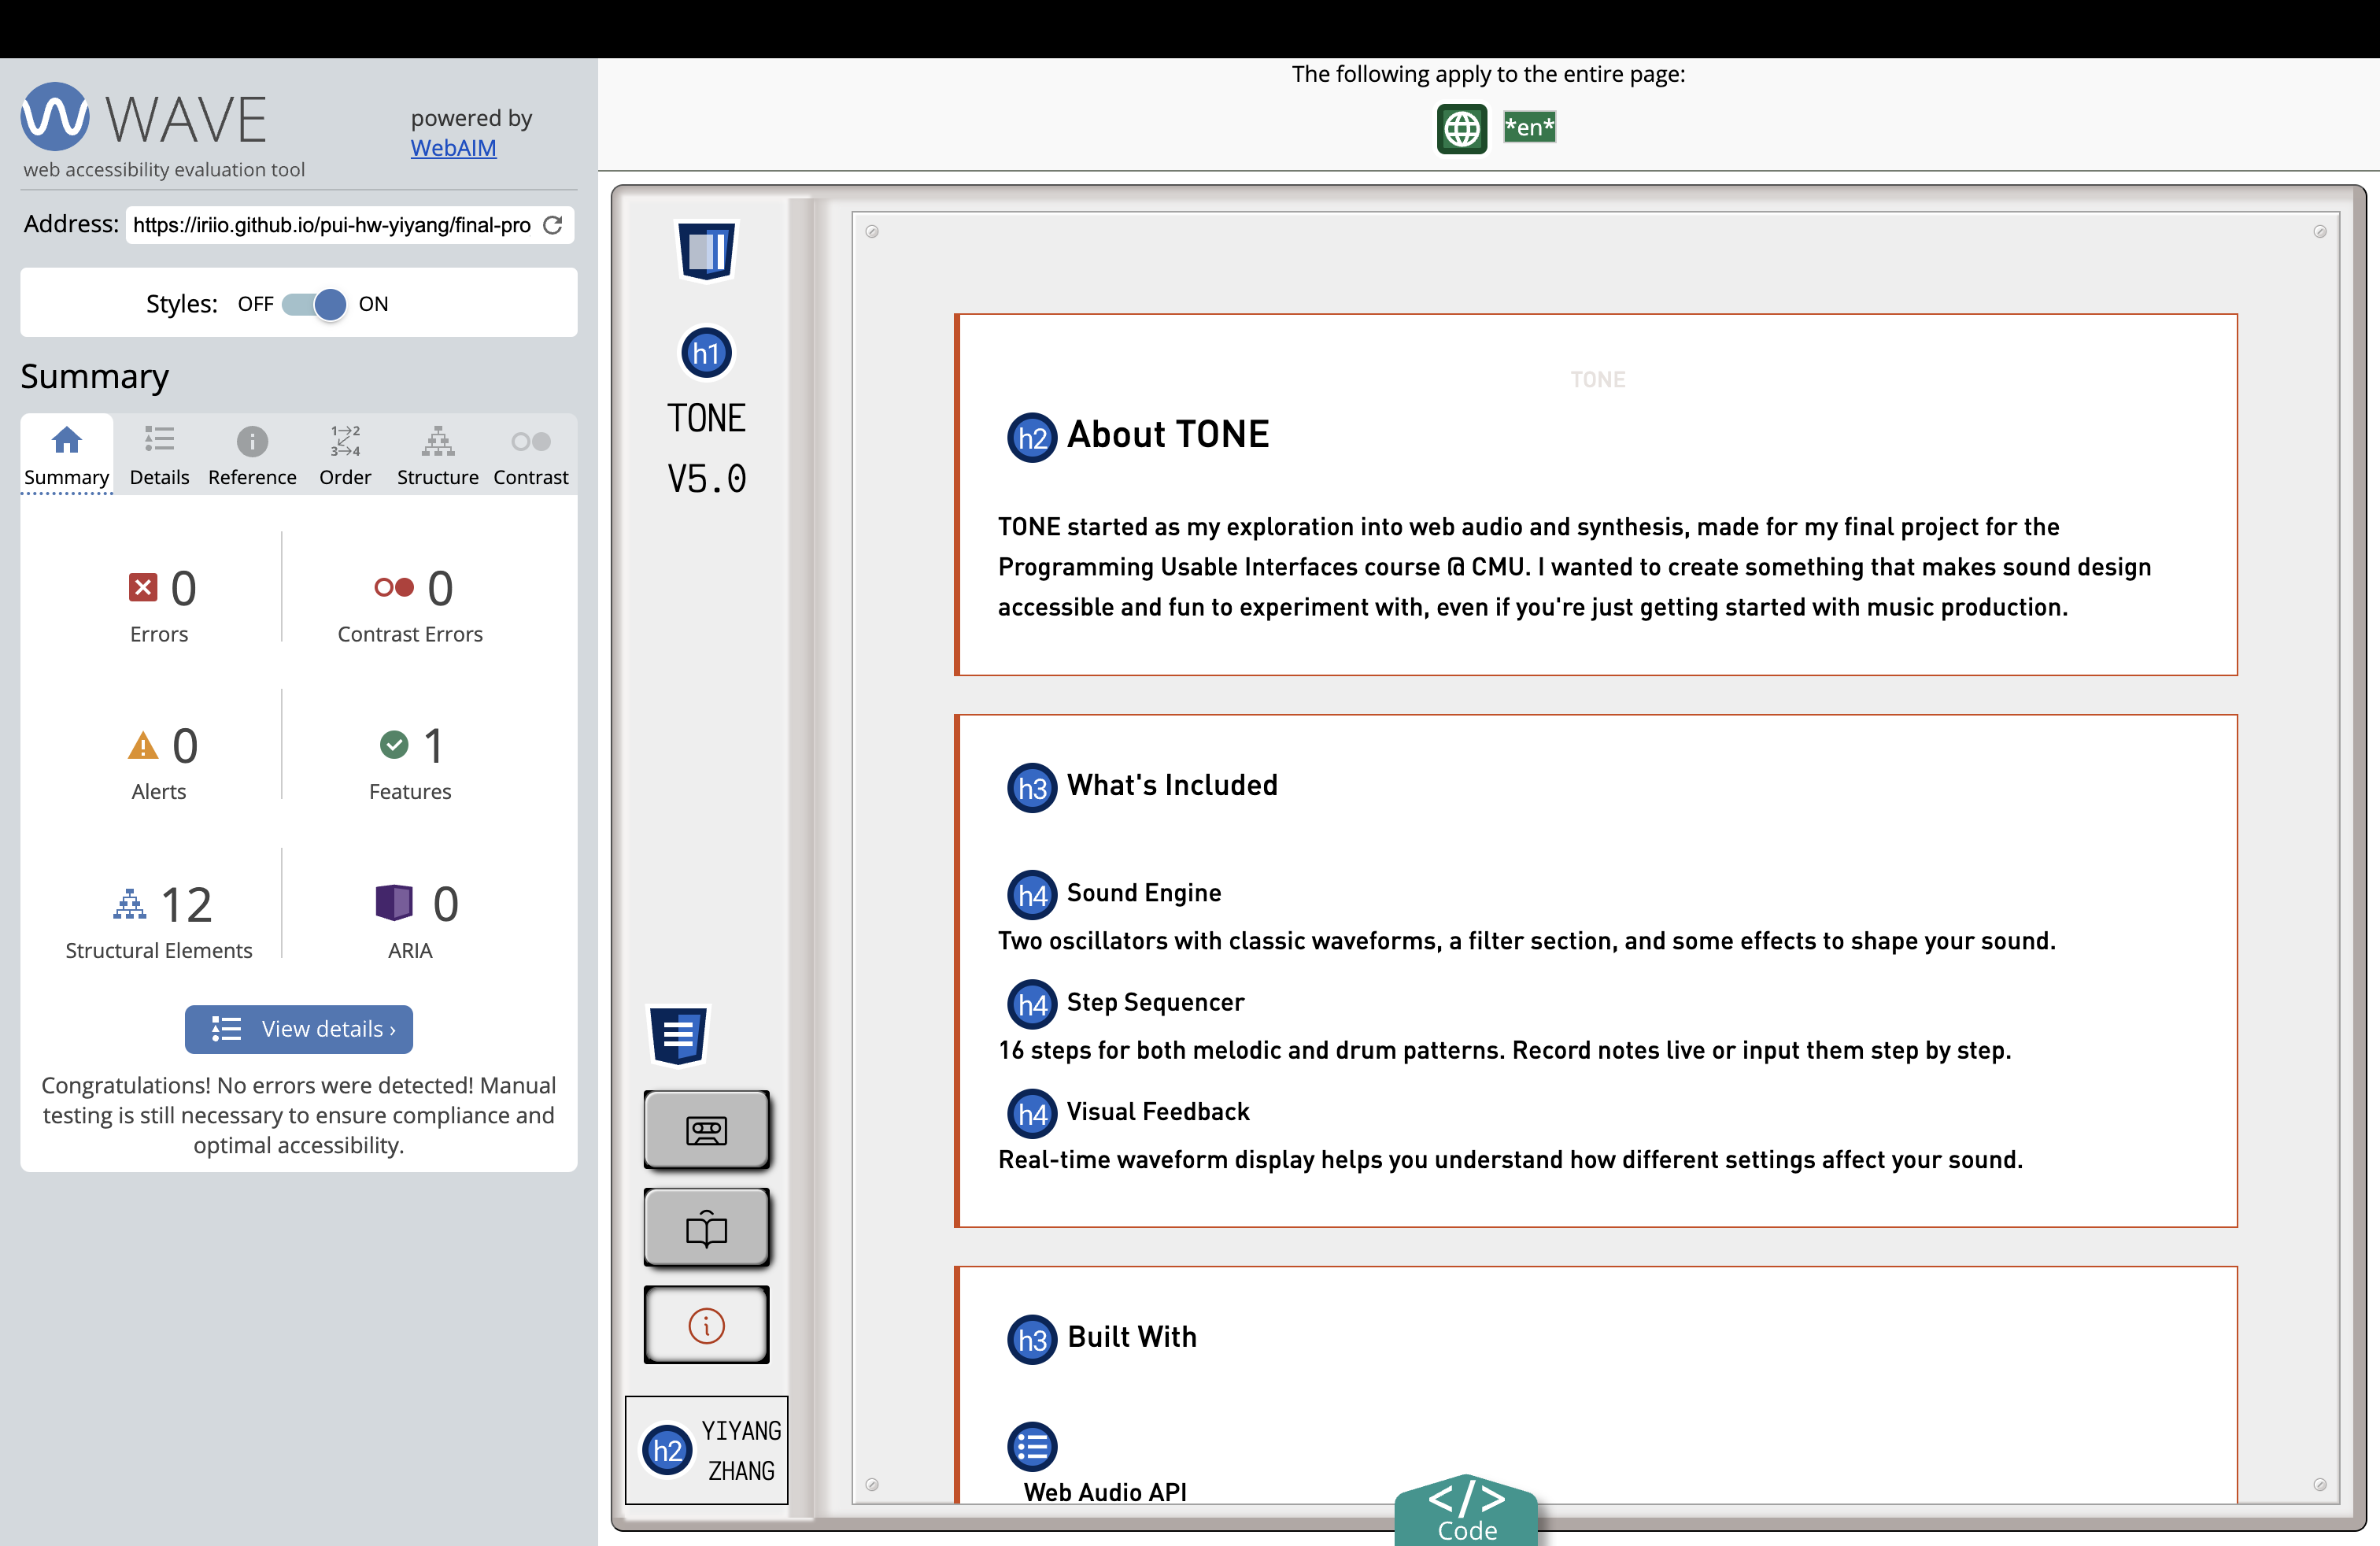 WAVE
web accessibility evaluation tool
powered by
WebAIM
Address: https://iriio.github.io/pui-hw-yiyang/final-pro
Styles: OFF ON
Summary
Summary Details Reference Order Structure Contrast
0
Errors
0
Contrast Errors
0
Alerts
1
Features
12
Structural Elements
0
ARIA
View details ›
Congratulations! No errors were detected! Manual
testing is still necessary to ensure compliance and
optimal accessibility.
The following apply to the entire page:
*en*
h1
TONE
V5.0
h2 YIYANG
ZHANG
TONE
h2 About TONE
TONE started as my exploration into web audio and synthesis, made for my final project for the
Programming Usable Interfaces course @ CMU. I wanted to create something that makes sound design
accessible and fun to experiment with, even if you're just getting started with music production.
h3 What's Included
h4 Sound Engine
Two oscillators with classic waveforms, a filter section, and some effects to shape your sound.
h4 Step Sequencer
16 steps for both melodic and drum patterns. Record notes live or input them step by step.
h4 Visual Feedback
Real-time waveform display helps you understand how different settings affect your sound.
h3 Built With
Web Audio API
</> Code